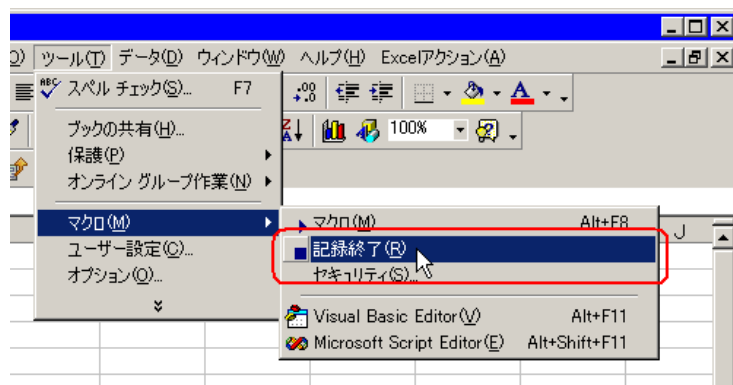 ツール(T) データ(D) ウィンドウ(W) ヘルプ(H) Excelアクション(A)
スペル チェック(S)... F7
100%
ブックの共有(H)...
保護(P)
オンライン グループ作業(N)
マクロ(M)
ユーザー設定(C)...
オプション(O)...
マクロ(M) Alt+F8
記録終了(R)
セキュリティ(S)...
Visual Basic Editor(V) Alt+F11
Microsoft Script Editor(E) Alt+Shift+F11
J